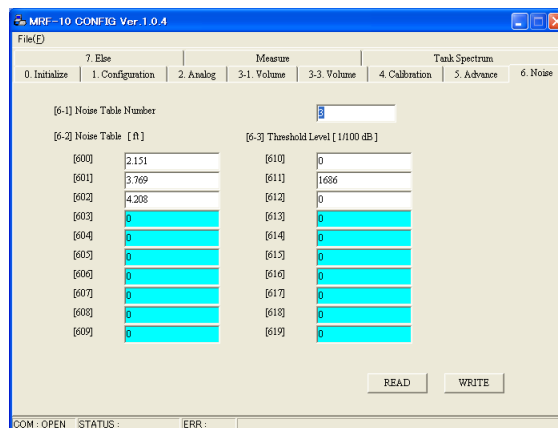 MRF-10 CONFIG Ver.1.0.4
File(F)
7. Else Measure Tank Spectrum
0. Initialize 1. Configuration 2. Analog 3-1. Volume 3-3. Volume 4. Calibration 5. Advance 6. Noise
[6-1] Noise Table Number 3
[6-2] Noise Table [ ft ] [6-3] Threshold Level [ 1/100 dB ]
[600] 2.151 [610] 0
[601] 3.769 [611] 1686
[602] 4.208 [612] 0
[603] 0 [613] 0
[604] 0 [614] 0
[605] 0 [615] 0
[606] 0 [616] 0
[607] 0 [617] 0
[608] 0 [618] 0
[609] 0 [619] 0
READ WRITE
COM : OPEN STATUS : ERR :